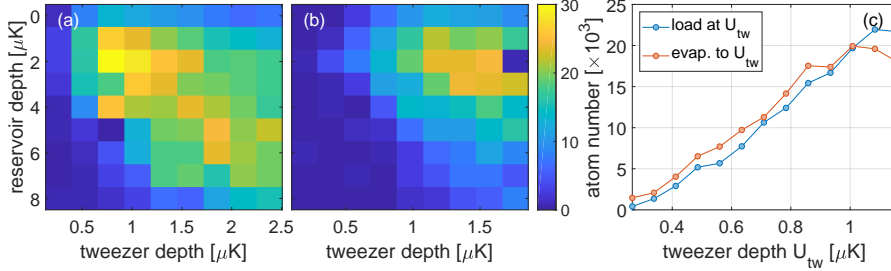 (a)
(b)
(c)
reservoir depth [μK]
0
2
4
6
8
0.5
1
1.5
2
2.5
tweezer depth [μK]
0.5
1
1.5
tweezer depth [μK]
30
20
10
0
atom number [×10³]
25
20
15
10
5
0
load at U_tw
evap. to U_tw
0.4
0.6
0.8
1
tweezer depth U_tw [μK]